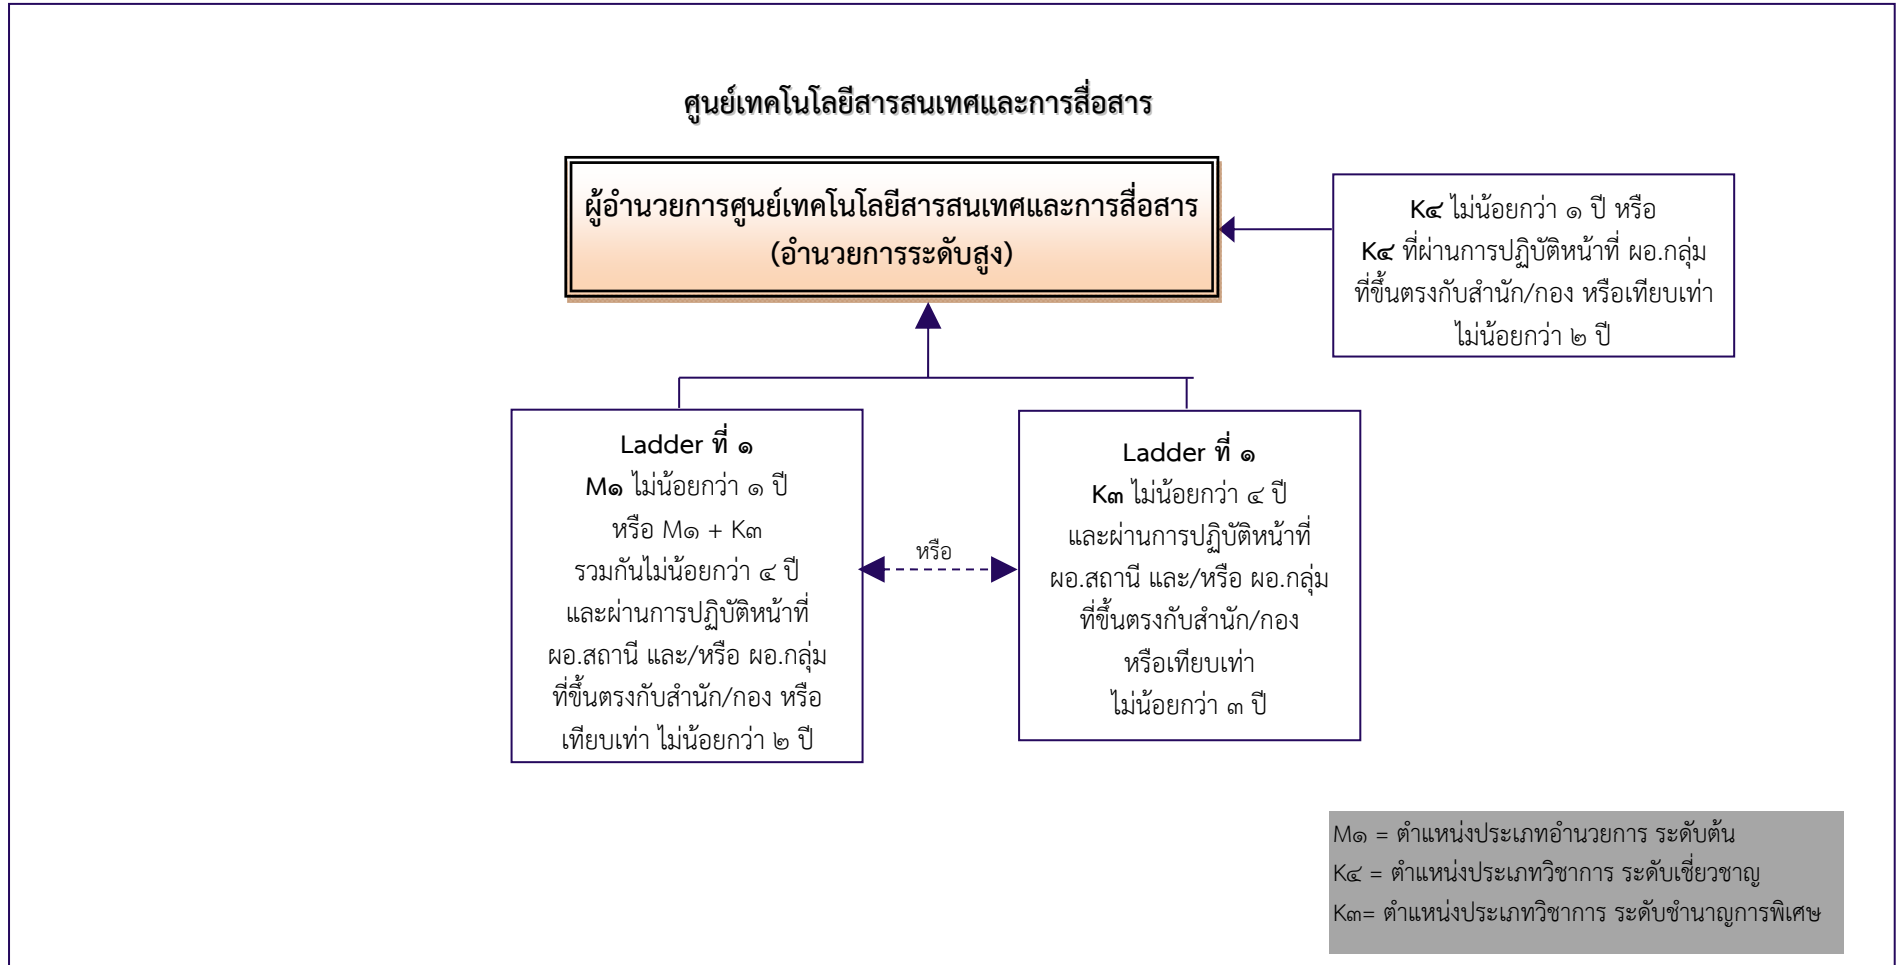 ศูนย์เทคโนโลยีสารสนเทศและการสื่อสาร
ผู้อำนวยการศูนย์เทคโนโลยีสารสนเทศและการสื่อสาร
(อำนวยการระดับสูง)
K๔ ไม่น้อยกว่า ๑ ปี หรือ
K๔ ที่ผ่านการปฏิบัติหน้าที่ ผอ.กลุ่ม
ที่ขึ้นตรงกับสำนัก/กอง หรือเทียบเท่า
ไม่น้อยกว่า ๒ ปี
Ladder ที่ ๑
M๑ ไม่น้อยกว่า ๑ ปี
หรือ M๑ + K๓
รวมกันไม่น้อยกว่า ๔ ปี
และผ่านการปฏิบัติหน้าที่
ผอ.สถานี และ/หรือ ผอ.กลุ่ม
ที่ขึ้นตรงกับสำนัก/กอง หรือ
เทียบเท่า ไม่น้อยกว่า ๒ ปี
หรือ
Ladder ที่ ๑
K๓ ไม่น้อยกว่า ๔ ปี
และผ่านการปฏิบัติหน้าที่
ผอ.สถานี และ/หรือ ผอ.กลุ่ม
ที่ขึ้นตรงกับสำนัก/กอง
หรือเทียบเท่า
ไม่น้อยกว่า ๓ ปี
M๑ = ตำแหน่งประเภทอำนวยการ ระดับต้น
K๔ = ตำแหน่งประเภทวิชาการ ระดับเชี่ยวชาญ
K๓= ตำแหน่งประเภทวิชาการ ระดับชำนาญการพิเศษ